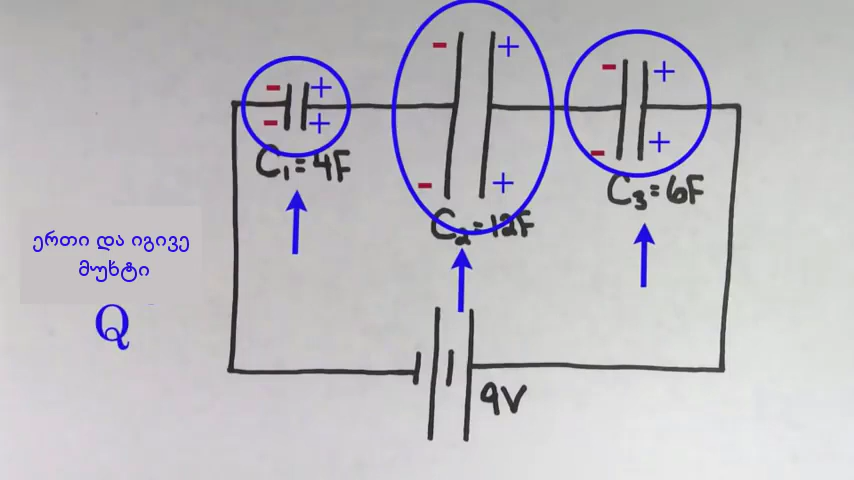 - + - + - +
- + - + - +
C₁=4F C₂=12F C₃=6F
ერთი და იგივე
მუხტი
Q
9V